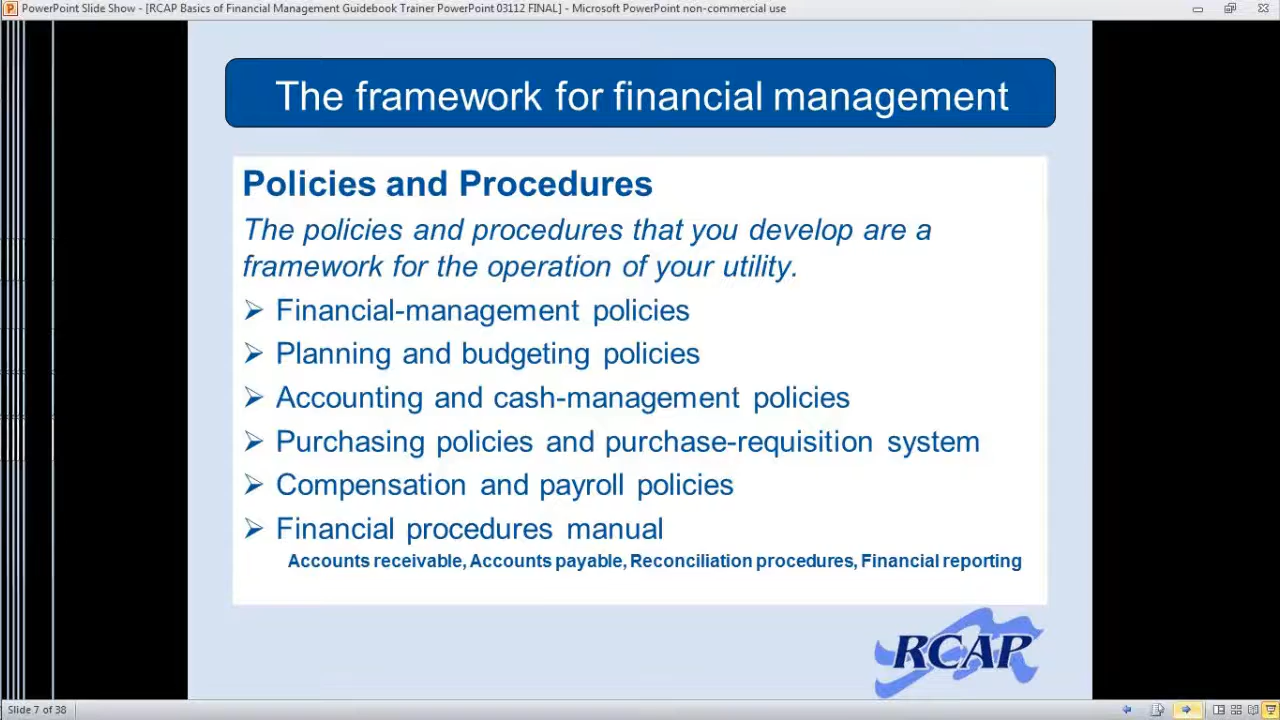 PowerPoint Slide Show - [RCAP Basics of Financial Management Guidebook Trainer PowerPoint 03112 FINAL] - Microsoft PowerPoint non-commercial use
The framework for financial management
Policies and Procedures
The policies and procedures that you develop are a
framework for the operation of your utility.
Financial-management policies
Planning and budgeting policies
Accounting and cash-management policies
Purchasing policies and purchase-requisition system
Compensation and payroll policies
Financial procedures manual
Accounts receivable, Accounts payable, Reconciliation procedures, Financial reporting
RCAP
Slide 7 of 38